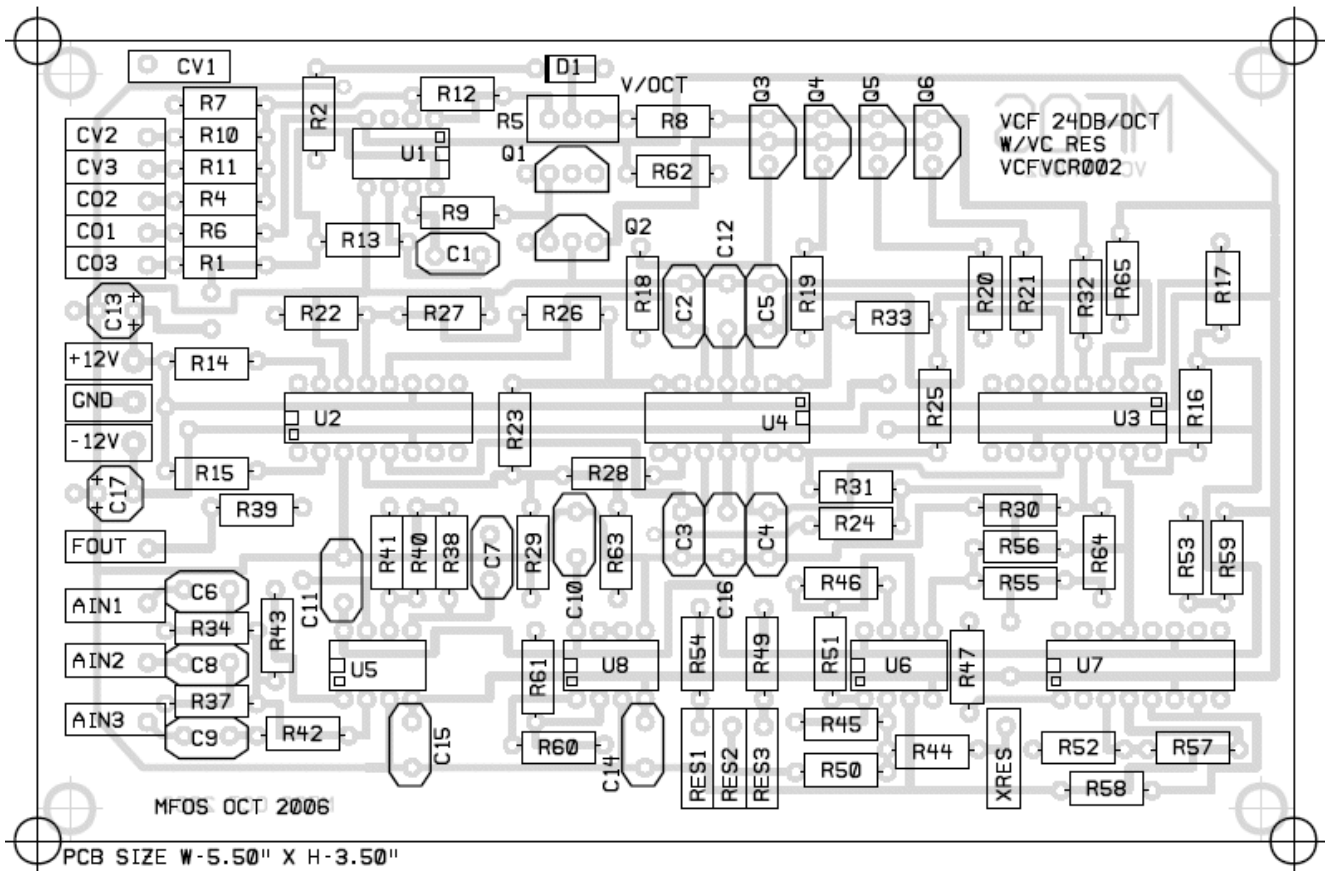 CV1
D1
V/OCT
Q3
Q4
Q5
Q6
R7
R2
R12
R5
R8
CV2
R10
U1
Q1
VCF 24DB/OCT
W/VC RES
VCFVCR002
MFOS
CV3
R11
R62
CO2
R4
R9
CO1
R6
R13
Q2
C12
CO3
R1
C1
R18
C2
C5
R19
R20
R21
R32
R65
R17
C13
+
+
R22
R27
R26
R33
+12V
R14
GND
U2
R23
U4
R25
U3
R16
-12V
R15
R28
R31
C17
+
+
R39
R24
R30
FOUT
R41
R40
R38
C7
R29
C10
R63
C3
C4
R56
R64
R53
R59
AIN1
C6
C11
C16
R46
R55
R34
R43
AIN2
C8
U5
R61
U8
R54
R49
R51
U6
R47
U7
R37
AIN3
C9
R42
C15
R60
C14
RES1
RES2
RES3
R45
R44
R50
XRES
R52
R57
R58
MFOS OCT 2006
PCB SIZE W-5.50" X H-3.50"